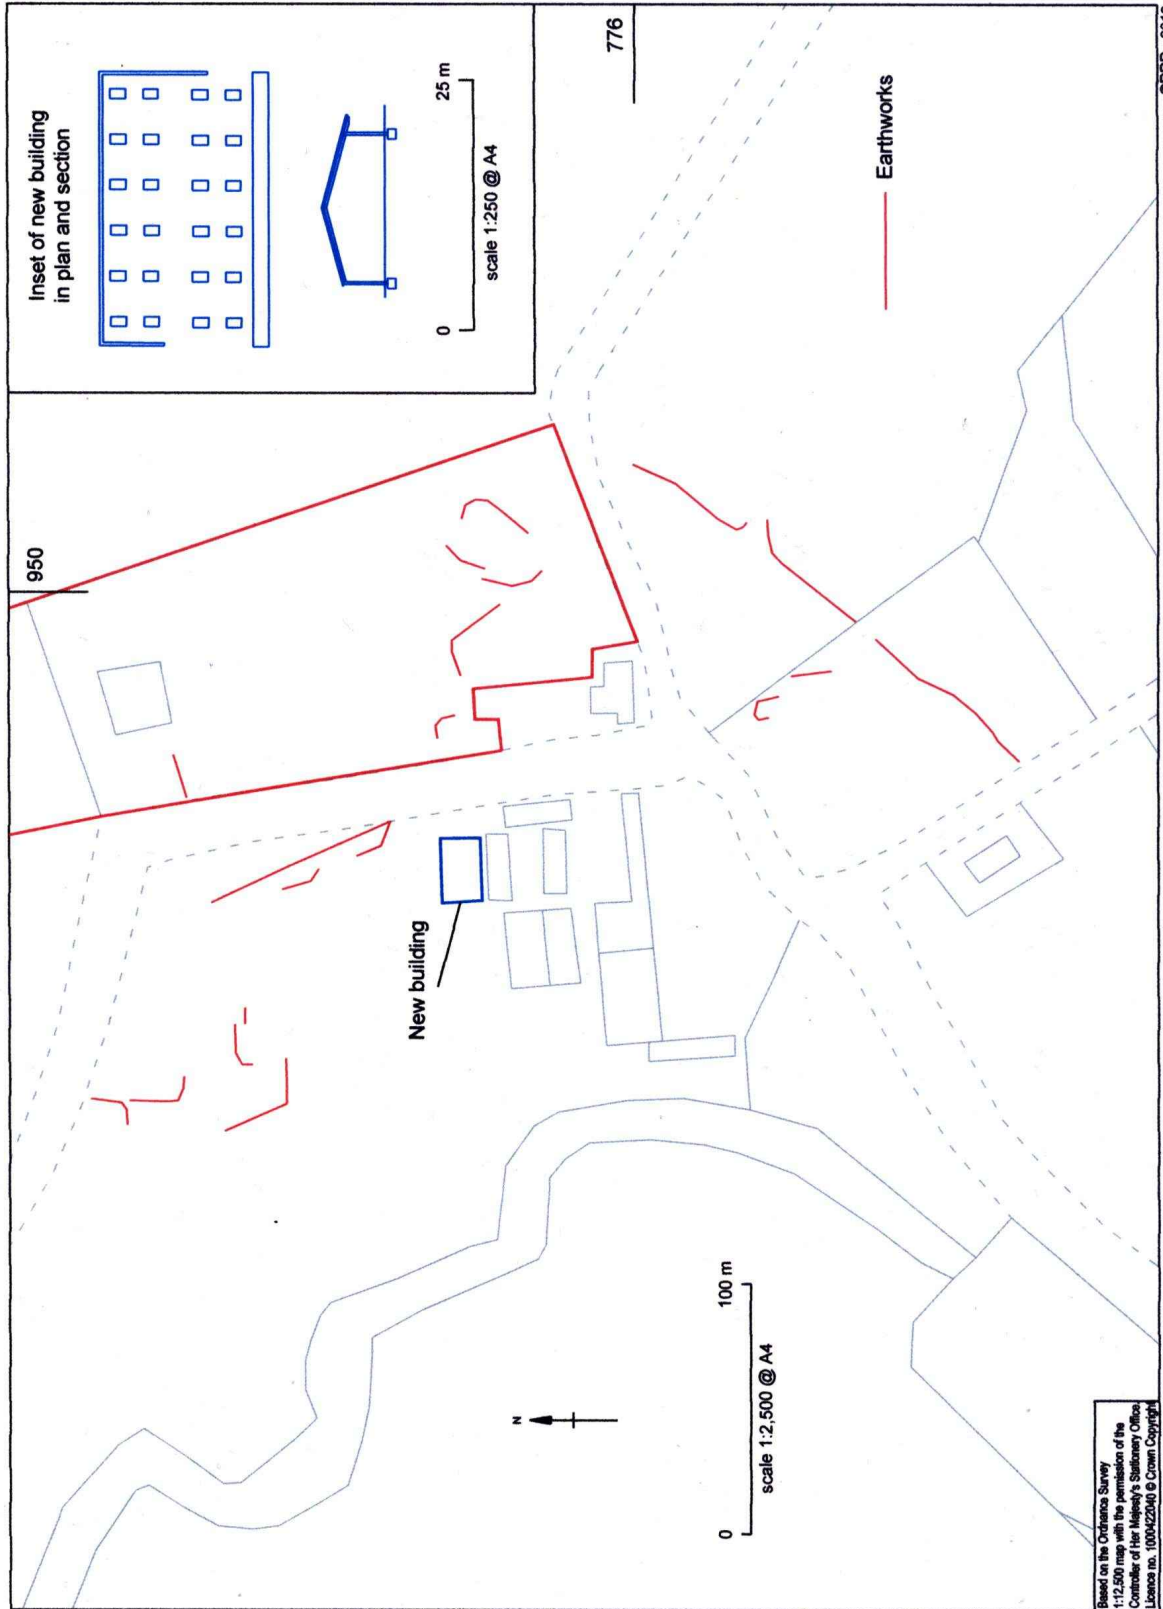 Inset of new building
in plan and section
0
25 m
scale 1:250 @ A4
776
950
Earthworks
New building
N
0
100 m
scale 1:2,500 @ A4
Based on the Ordnance Survey
1:12,500 map with the permission of the
Controller of Her Majesty's Stationery Office.
Licence no. 1000422040 © Crown Copyright